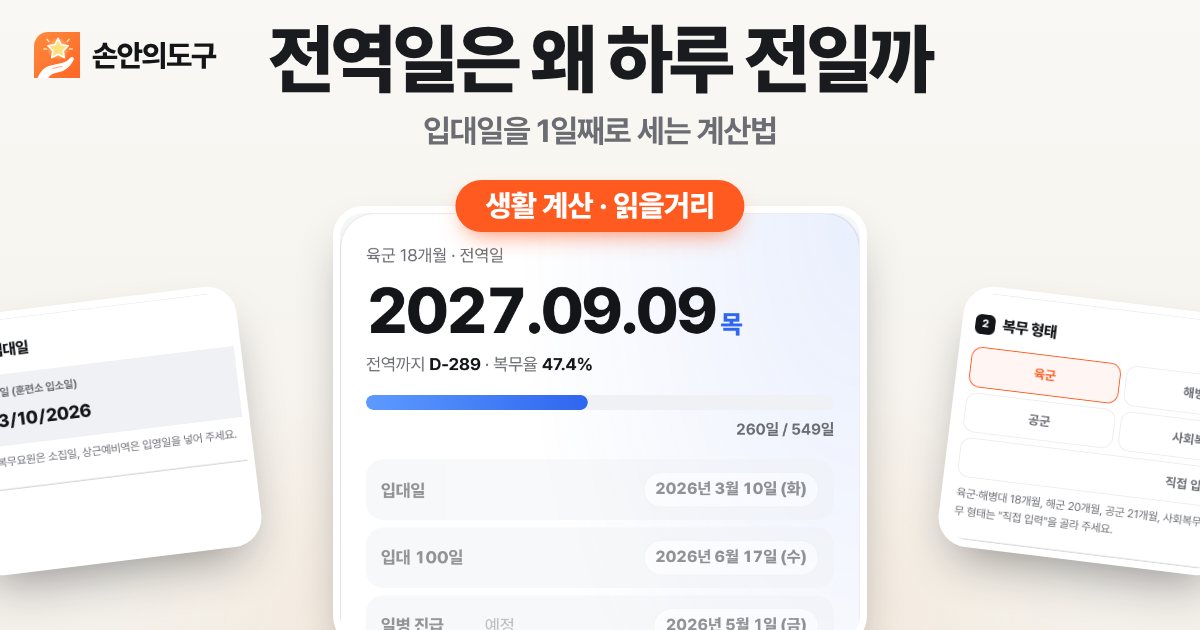 손안의도구
전역일은 왜 하루 전일까
입대일을 1일째로 세는 계산법
생활 계산 · 읽을거리
육군 18개월 · 전역일
2027.09.09 목
전역까지 D-289 · 복무율 47.4%
260일 / 549일
입대일
2026년 3월 10일 (화)
입대 100일
2026년 6월 17일 (수)
일병 진급
예정
2026년 5월 1일 (금)
(훈련소 입소일)
3/10/2026
복무요원은 소집일, 상근예비역은 입영일을 넣어 주세요.
2 복무 형태
육군
공군
직접
육군·해병대 18개월, 해군 20개월, 공군 21개월, 사회복무
무 형태는 "직접 입력"을 골라 주세요.